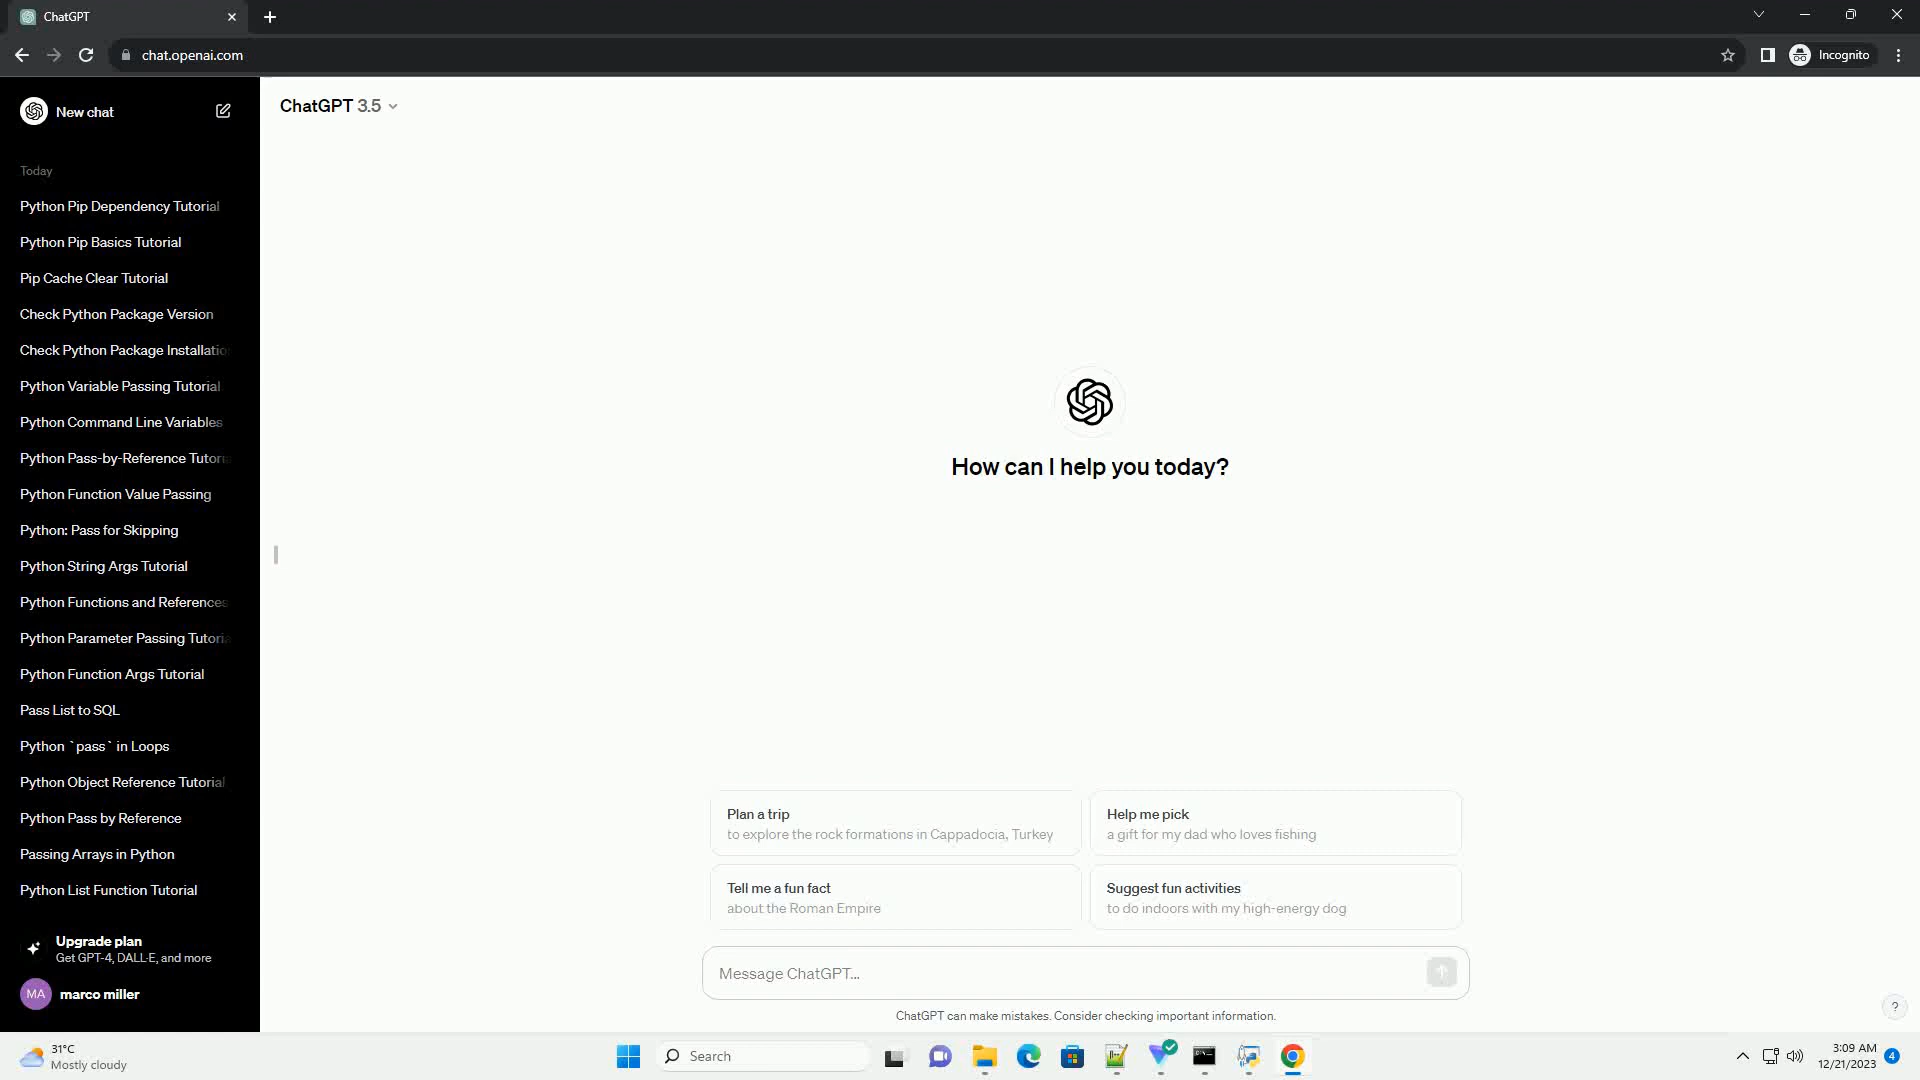 ChatGPT
chat.openai.com
Incognito
New chat
ChatGPT 3.5
Today
Python Pip Dependency Tutorial
Python Pip Basics Tutorial
Pip Cache Clear Tutorial
Check Python Package Version
Check Python Package Installatio
Python Variable Passing Tutorial
Python Command Line Variables
Python Pass-by-Reference Tutori
Python Function Value Passing
Python: Pass for Skipping
Python String Args Tutorial
Python Functions and References
Python Parameter Passing Tutoria
Python Function Args Tutorial
Pass List to SQL
Python `pass` in Loops
Python Object Reference Tutorial
Python Pass by Reference
Passing Arrays in Python
Python List Function Tutorial
Upgrade plan
Get GPT-4, DALL·E, and more
MA
marco miller
How can I help you today?
Plan a trip
to explore the rock formations in Cappadocia, Turkey
Help me pick
a gift for my dad who loves fishing
Tell me a fun fact
about the Roman Empire
Suggest fun activities
to do indoors with my high-energy dog
Message ChatGPT...
ChatGPT can make mistakes. Consider checking important information.
?
31°C
Mostly cloudy
Search
3:09 AM
12/21/2023
4